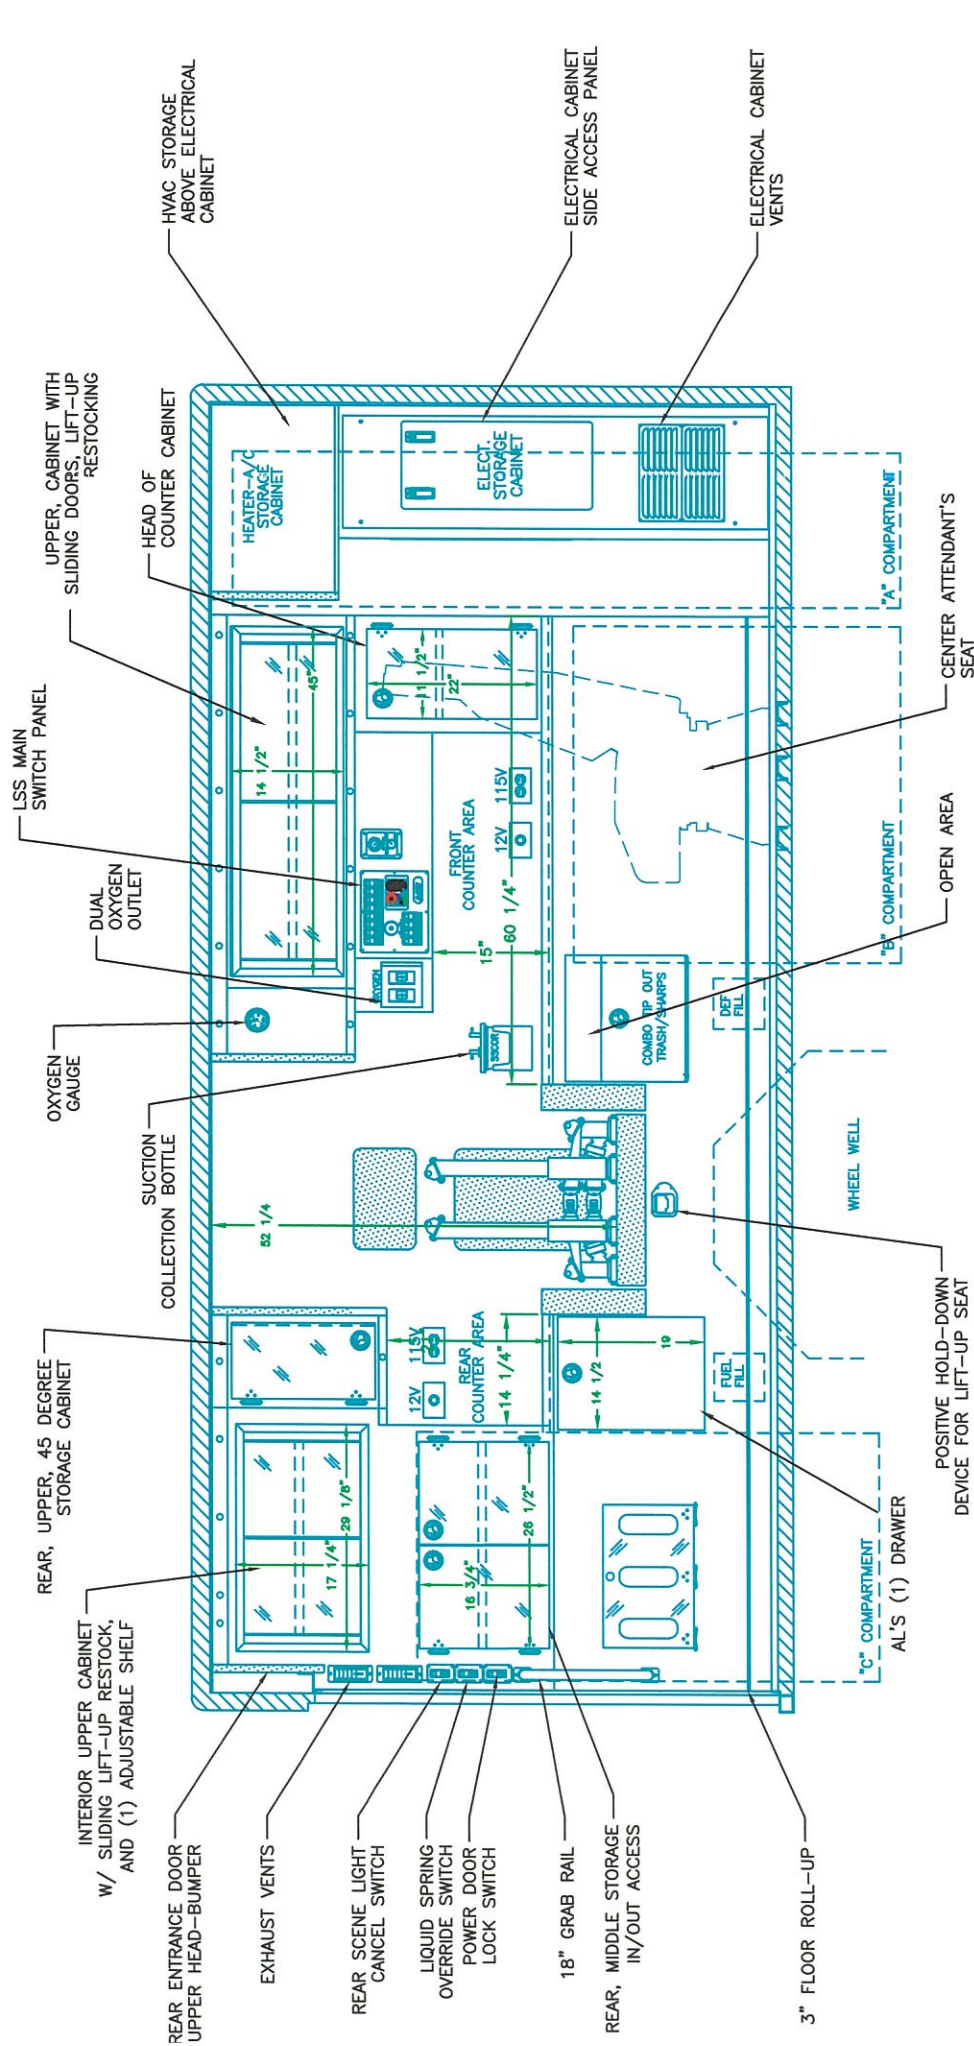 HVAC STORAGE
ABOVE ELECTRICAL
CABINET
ELECTRICAL CABINET
SIDE ACCESS PANEL
ELECTRICAL CABINET
VENTS
UPPER, CABINET WITH
SLIDING DOORS, LIFT-UP
RESTOCKING
HEAD OF
COUNTER CABINET
LSS MAIN
SWITCH PANEL
DUAL
OXYGEN
OUTLET
OXYGEN
GAUGE
SUCTION
COLLECTION BOTTLE
REAR, UPPER, 45 DEGREE
STORAGE CABINET
INTERIOR UPPER CABINET
W/ SLIDING LIFT-UP RESTOCK,
AND (1) ADJUSTABLE SHELF
REAR ENTRANCE DOOR
UPPER HEAD-BUMPER
EXHAUST VENTS
REAR SCENE LIGHT
CANCEL SWITCH
LIQUID SPRING
OVERRIDE SWITCH
POWER DOOR
LOCK SWITCH
18" GRAB RAIL
REAR, MIDDLE STORAGE
IN/OUT ACCESS
3" FLOOR ROLL-UP
AL'S (1) DRAWER
POSITIVE HOLD-DOWN
DEVICE FOR LIFT-UP SEAT
OPEN AREA
CENTER ATTENDANT'S
SEAT
HEATER-A/C
STORAGE
CABINET
ELECT.
STORAGE
CABINET
"A" COMPARTMENT
"B" COMPARTMENT
"C" COMPARTMENT
45"
14 1/2"
11 1/2"
22"
115V
12V
FRONT
COUNTER AREA
60 1/4"
15"
OXYGEN
SSCOR
COMBO TIP OUT
TRASH/SHARPS
DEF
FILL
WHEEL WELL
52 1/4
115V
12V
REAR
COUNTER AREA
14 1/4"
14 1/2
19
FUEL
FILL
29 1/8"
17 1/4"
26 1/2"
16 3/4"